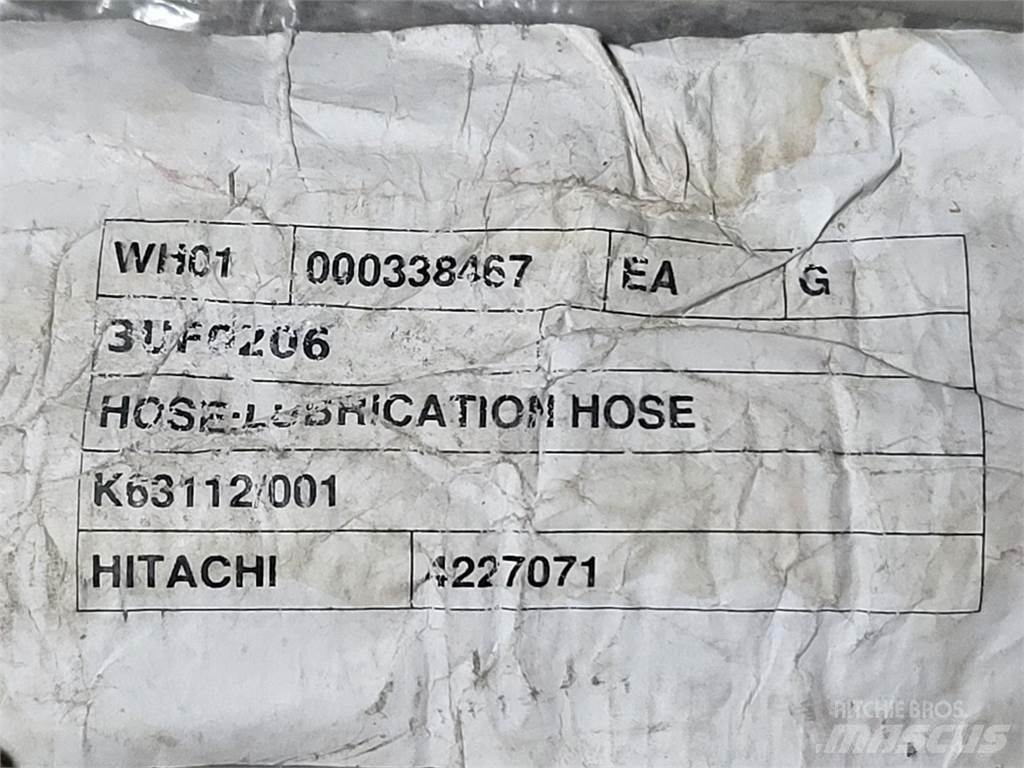 WH01 000338467 EA G
3UF0206
HOSE-LUBRICATION HOSE
K63112/001
HITACHI 4227071
RITCHIE BROS.
mascus